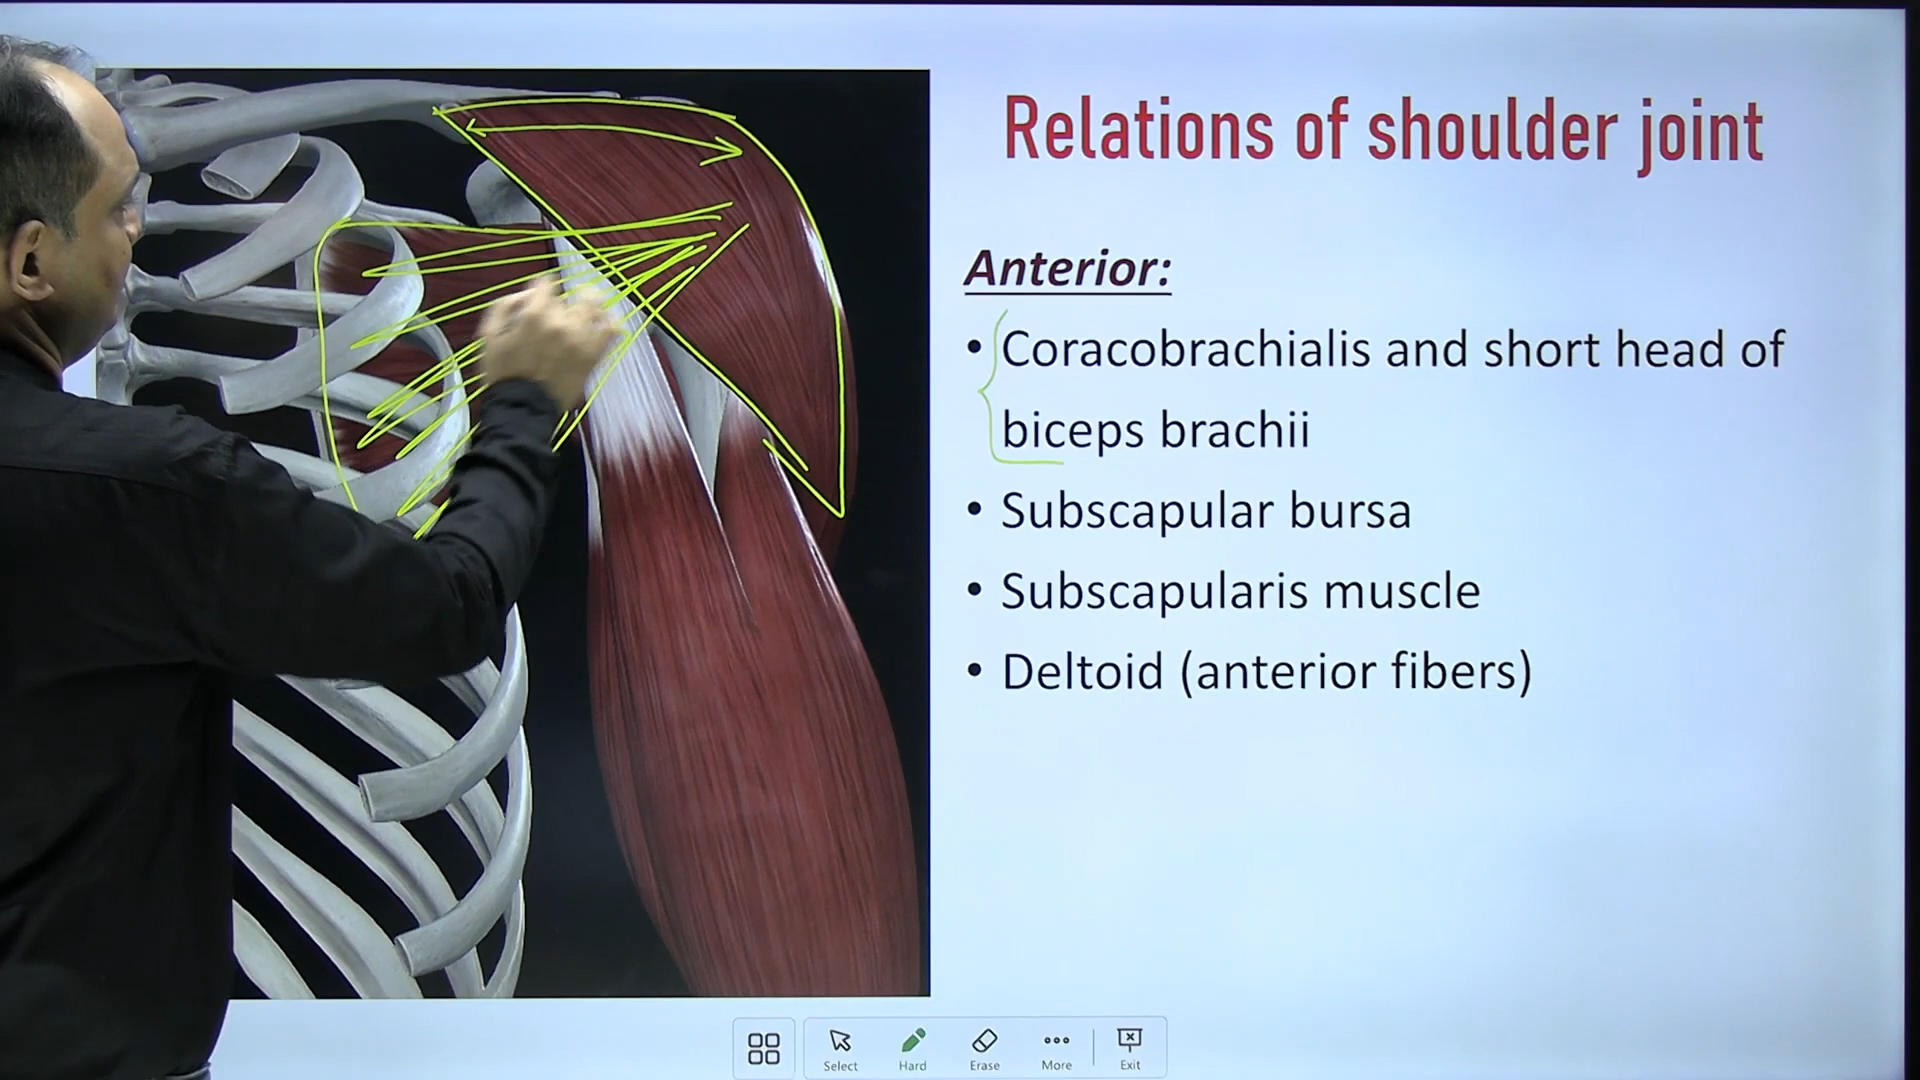 Relations of shoulder joint
Anterior:
• Coracobrachialis and short head of
biceps brachii
• Subscapular bursa
• Subscapularis muscle
• Deltoid (anterior fibers)
Select
Hard
Erase
More
Exit